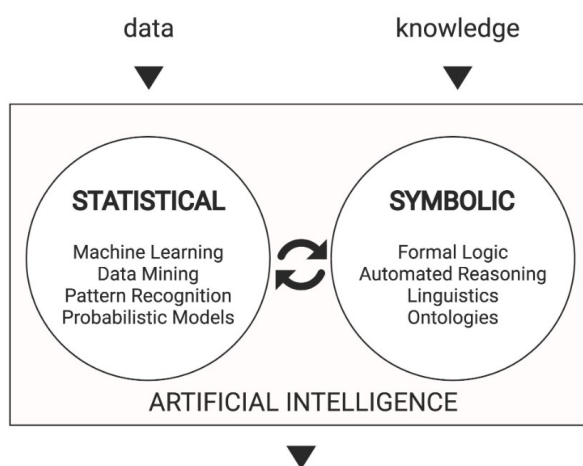 data
knowledge
STATISTICAL
Machine Learning
Data Mining
Pattern Recognition
Probabilistic Models
SYMBOLIC
Formal Logic
Automated Reasoning
Linguistics
Ontologies
ARTIFICIAL INTELLIGENCE